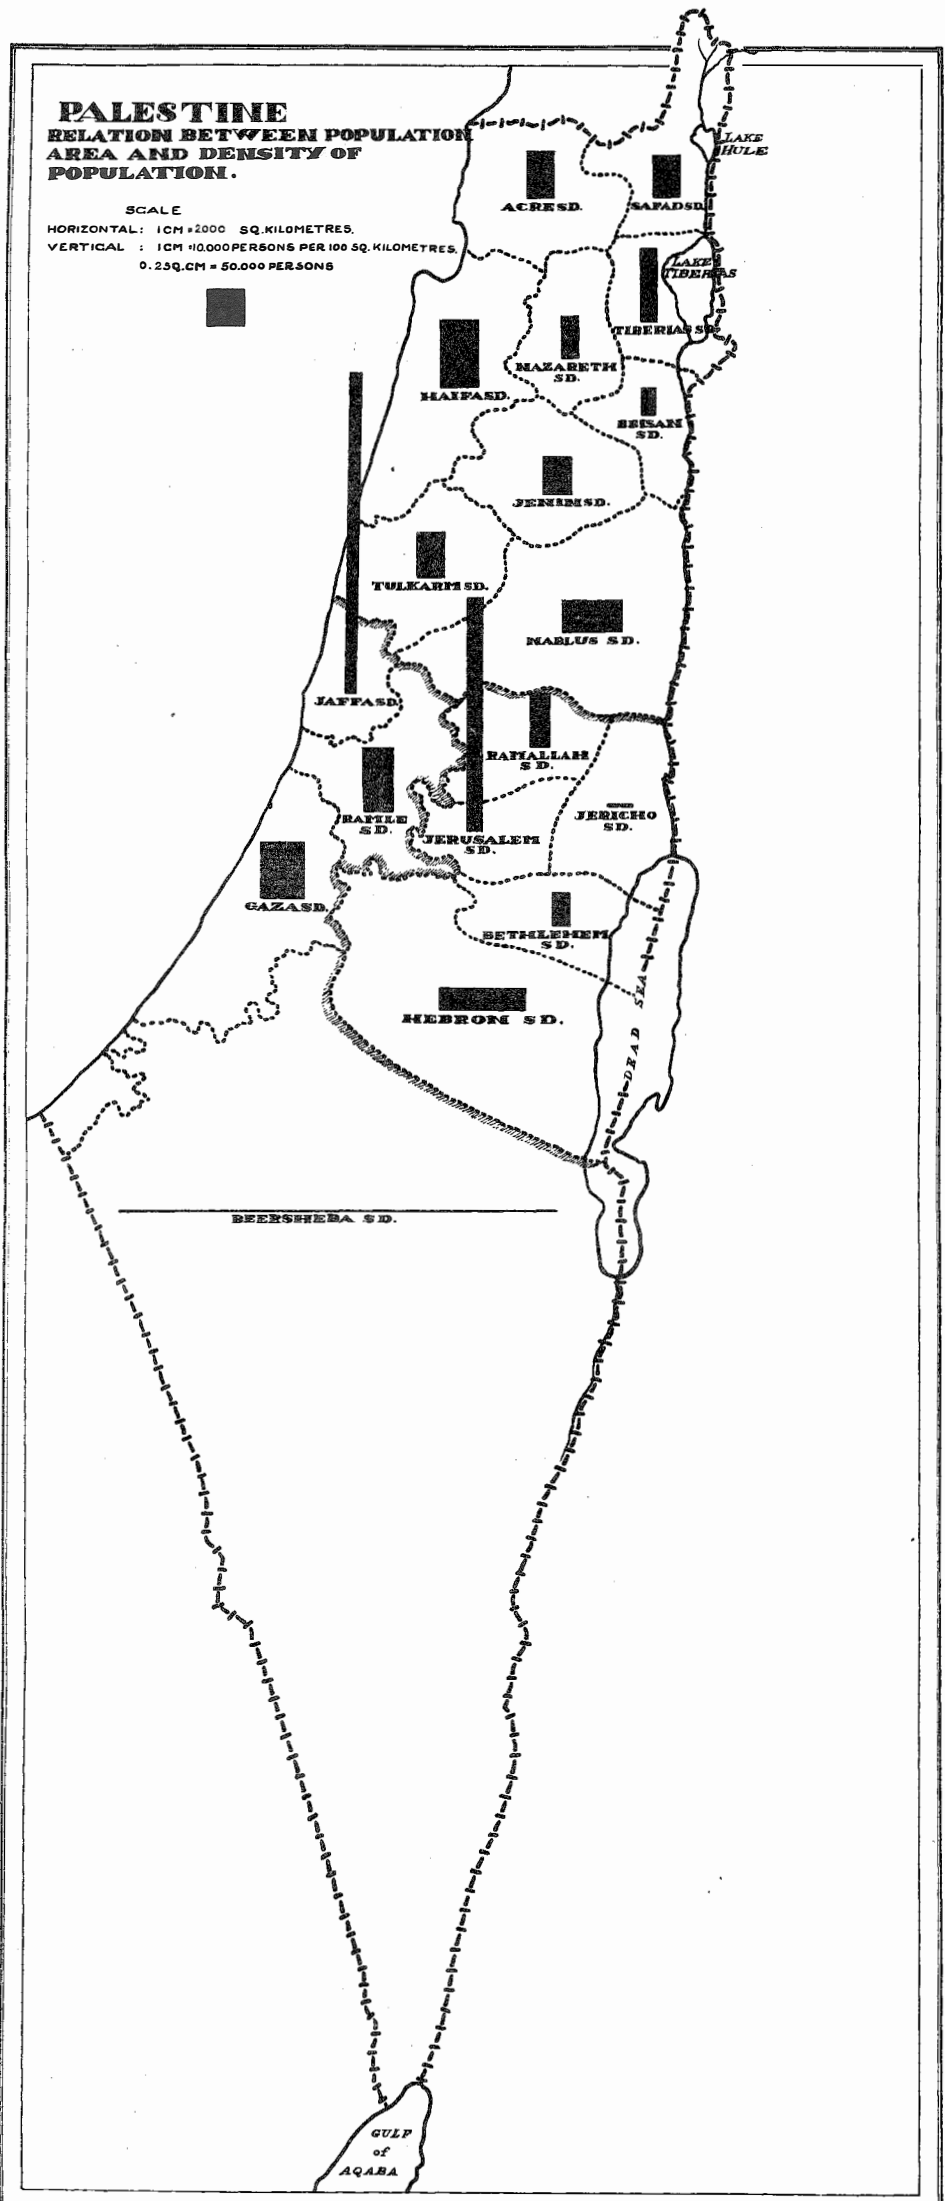 PALESTINE
RELATION BETWEEN POPULATION
AREA AND DENSITY OF
POPULATION.
SCALE
HORIZONTAL: 1CM = 2000 SQ.KILOMETRES.
VERTICAL : 1CM = 10.000 PERSONS PER 100 SQ. KILOMETRES.
0.25Q.CM = 50.000 PERSONS
LAKE
HULE
ACRE SD.
SAFAD SD.
LAKE
TIBERIAS
TIBERIAS SD.
NAZARETH
SD.
HAIFA SD.
BEISAN
SD.
JENIN SD.
TULKARM SD.
NABLUS SD.
JAFFA SD.
RAMALLAH
SD.
RAMLE
SD.
JERICHO
SD.
JERUSALEM
SD.
GAZA SD.
BETHLEHEM
SD.
HEBRON SD.
DEAD SEA
BEERSHEBA SD.
GULF
of
AQABA